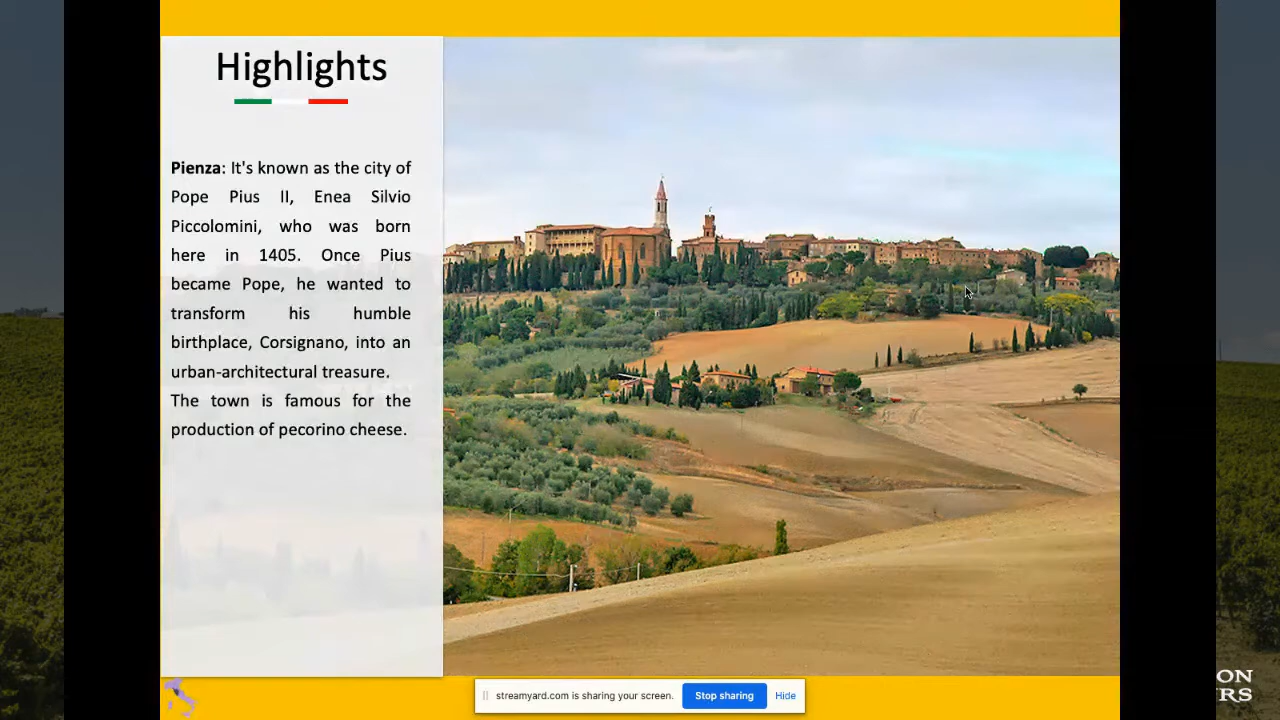 Highlights
Pienza: It's known as the city of
Pope Pius II, Enea Silvio
Piccolomini, who was born
here in 1405. Once Pius
became Pope, he wanted to
transform his humble
birthplace, Corsignano, into an
urban-architectural treasure.
The town is famous for the
production of pecorino cheese.
streamyard.com is sharing your screen. Stop sharing Hide
ON
RS